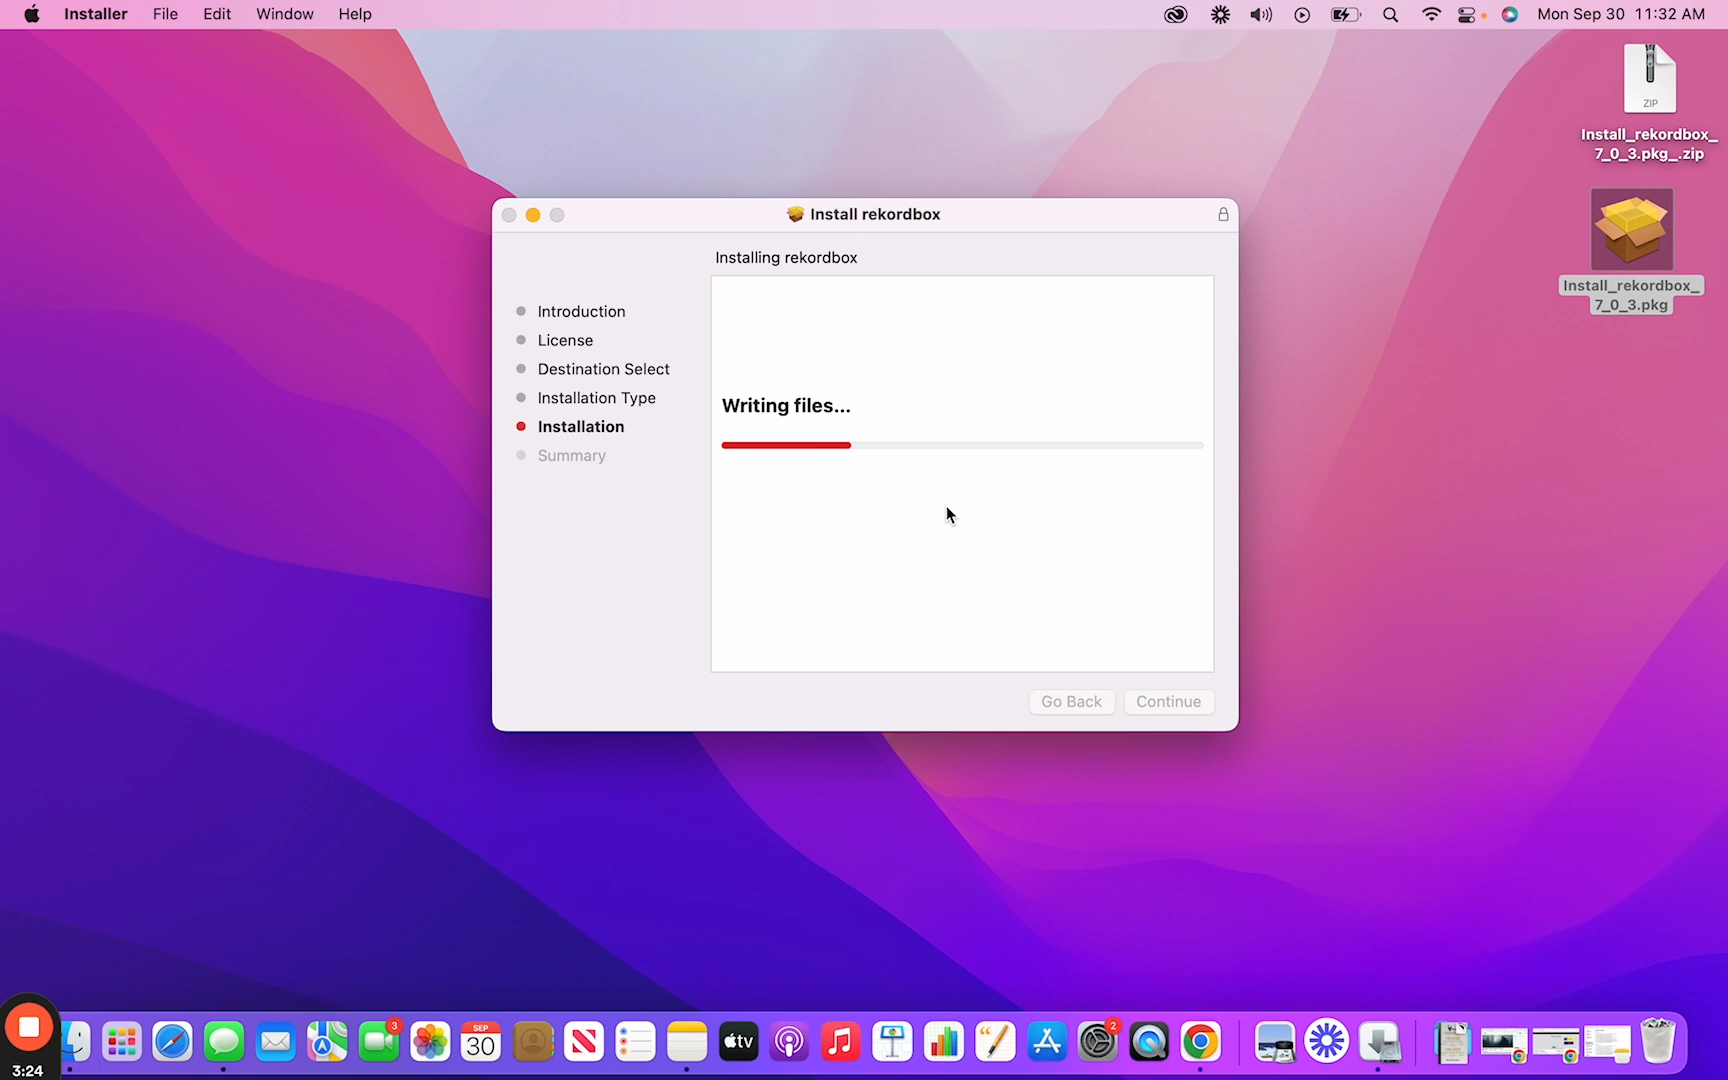 Installer File Edit Window Help Mon Sep 30 11:32 AM
ZIP
Install_rekordbox_
7_0_3.pkg_.zip
Install_rekordbox_
7_0_3.pkg
Install rekordbox
Installing rekordbox
Introduction
License
Destination Select
Installation Type
Installation
Summary
Writing files...
Go Back Continue
3
SEP
30
tv
2
3:24